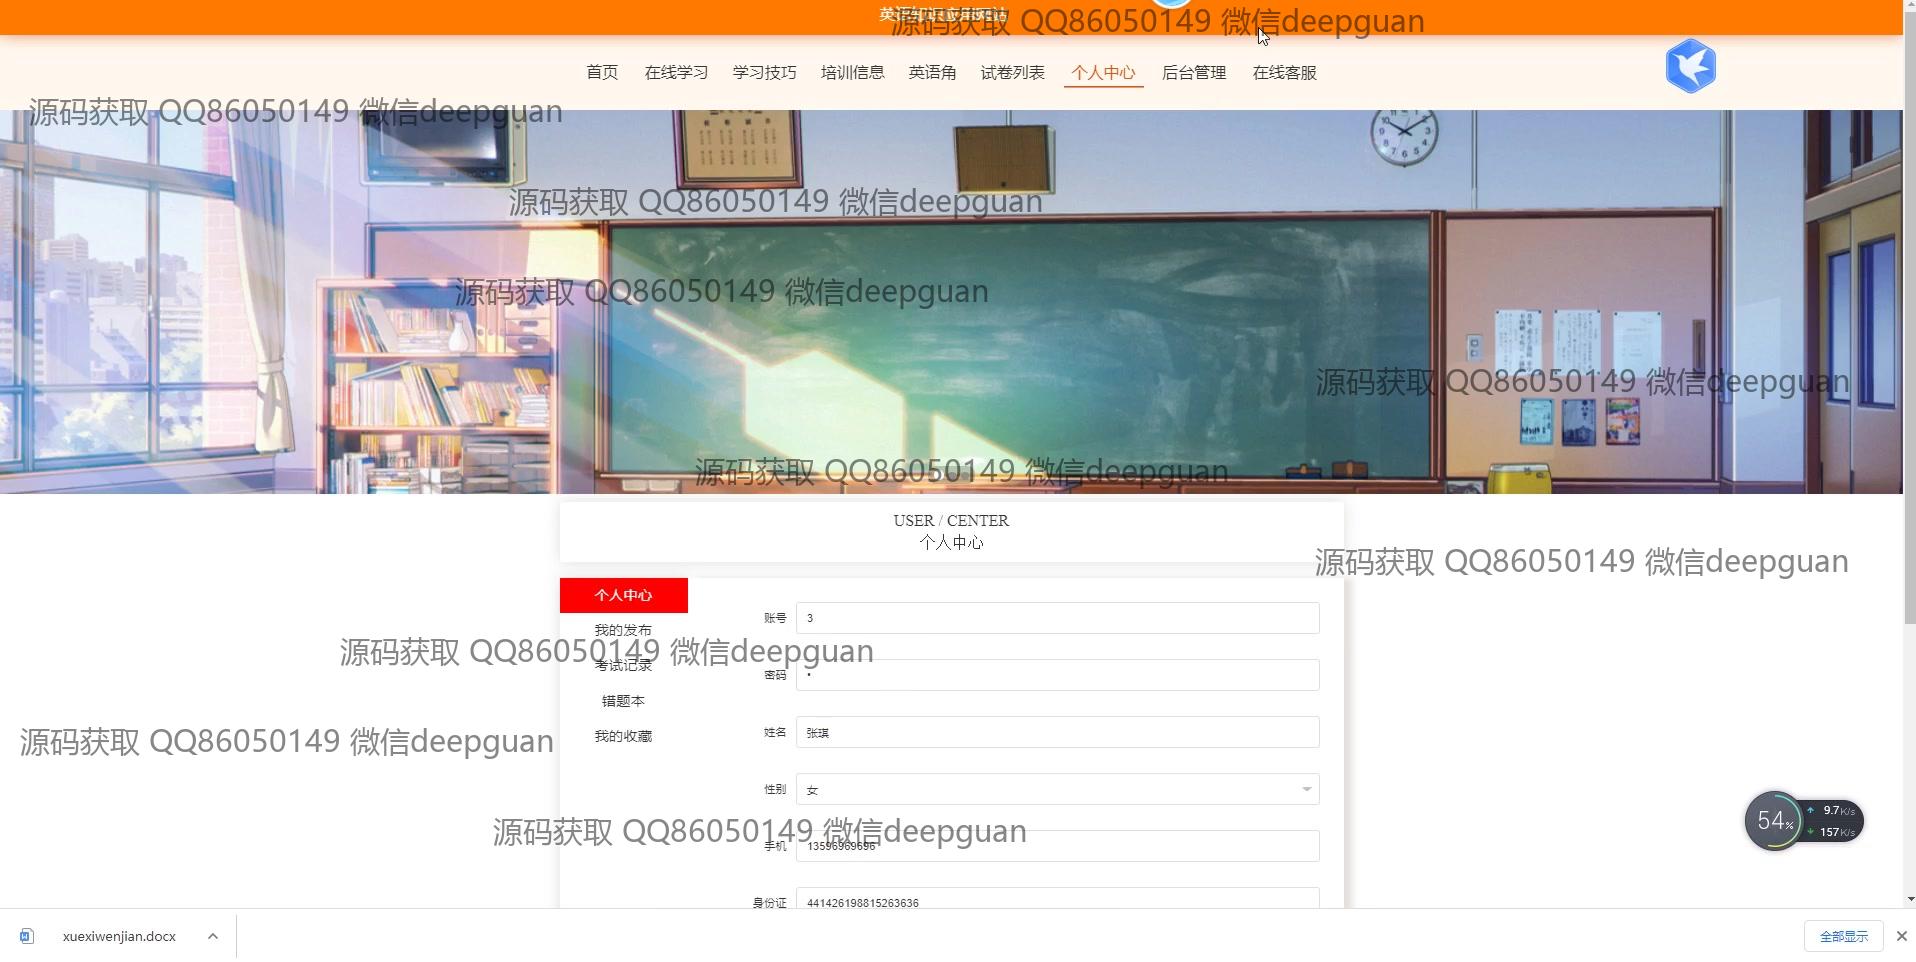 英语知识应用网站
源码获取 QQ86050149 微信deepguan
首页 在线学习 学习技巧 培训信息 英语角 试卷列表 个人中心 后台管理 在线客服
源码获取 QQ86050149 微信deepguan
源码获取 QQ86050149 微信deepguan
源码获取 QQ86050149 微信deepguan
源码获取 QQ86050149 微信deepguan
源码获取 QQ86050149 微信deepguan
USER / CENTER
个人中心
源码获取 QQ86050149 微信deepguan
个人中心
账号 3
我的发布
源码获取 QQ86050149 微信deepguan
考试记录
密码 •
错题本
姓名 张琪
我的收藏
源码获取 QQ86050149 微信deepguan
性别 女
源码获取 QQ86050149 微信deepguan
手机 13596969696
54% 9.7K/s
157K/s
身份证 441426198815263636
xuexiwenjian.docx 全部显示